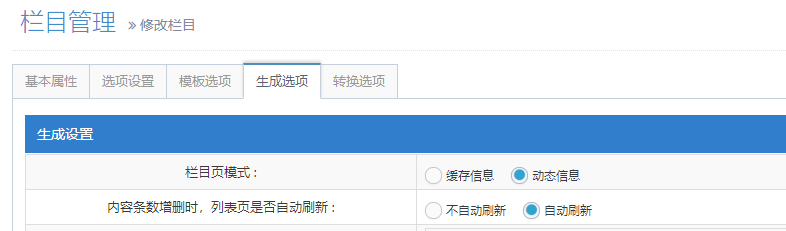 栏目管理 » 修改栏目
基本属性 选项设置 模板选项 生成选项 转换选项
生成设置
栏目页模式： 缓存信息 动态信息
内容条数增删时，列表页是否自动刷新： 不自动刷新 自动刷新